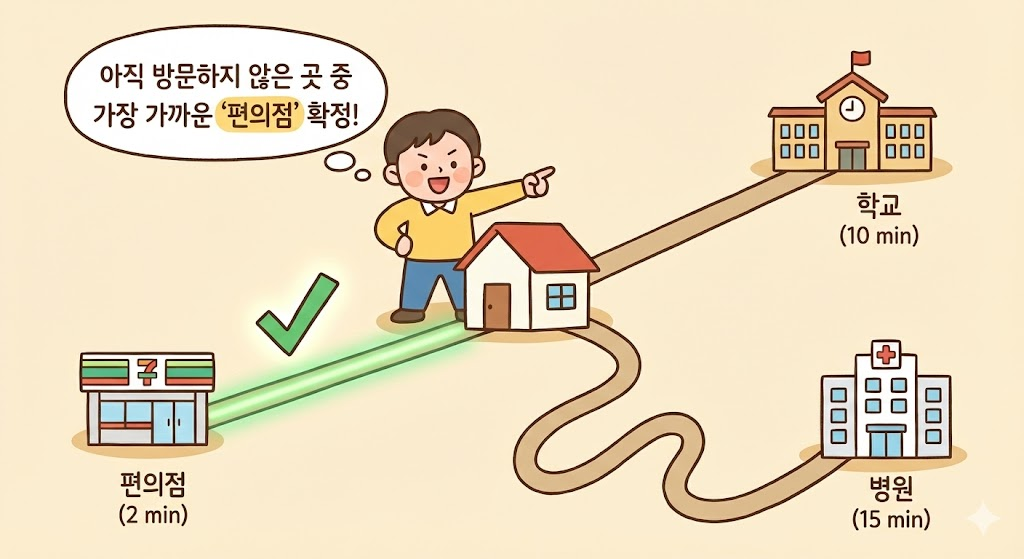 아직 방문하지 않은 곳 중
가장 가까운 ‘편의점’ 확정!
학교
(10 min)
7
편의점
(2 min)
병원
(15 min)